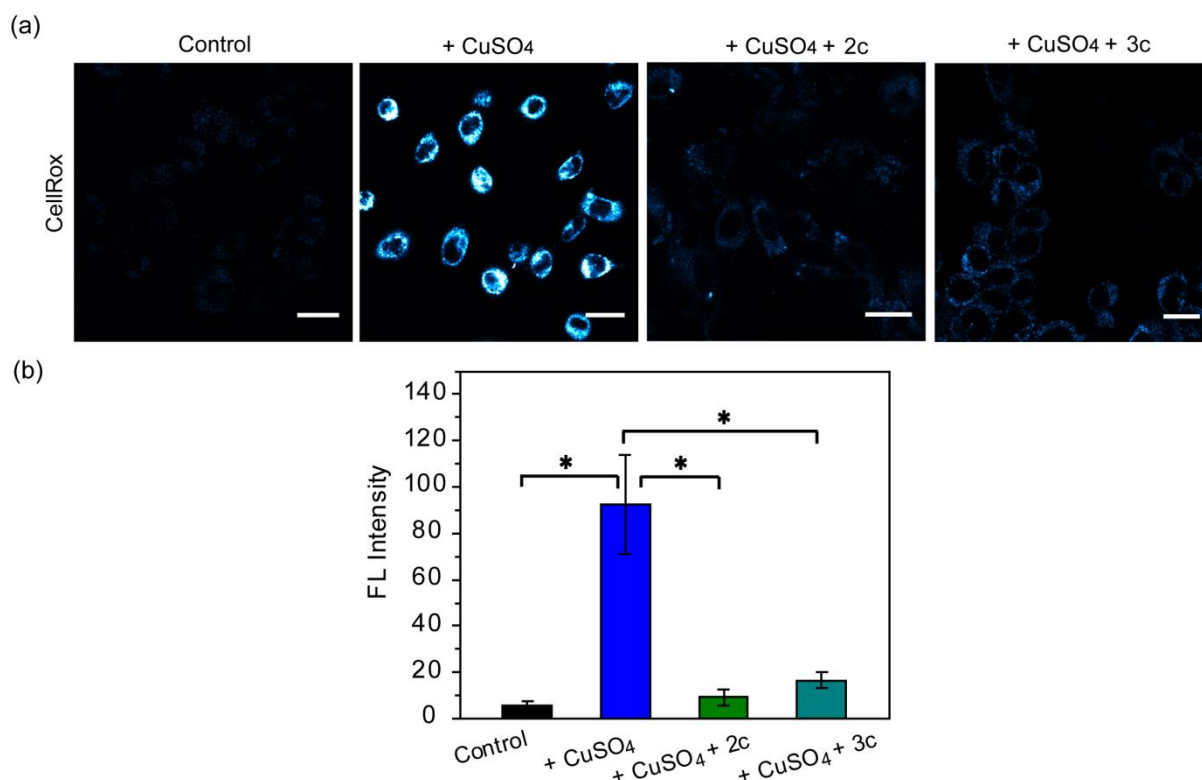 (a)
Control
+ CuSO4
+ CuSO4 + 2c
+ CuSO4 + 3c
CellRox
(b)
FL Intensity
140
120
100
80
60
40
20
0
*
*
*
Control
+ CuSO4
+ CuSO4 + 2c
+ CuSO4 + 3c